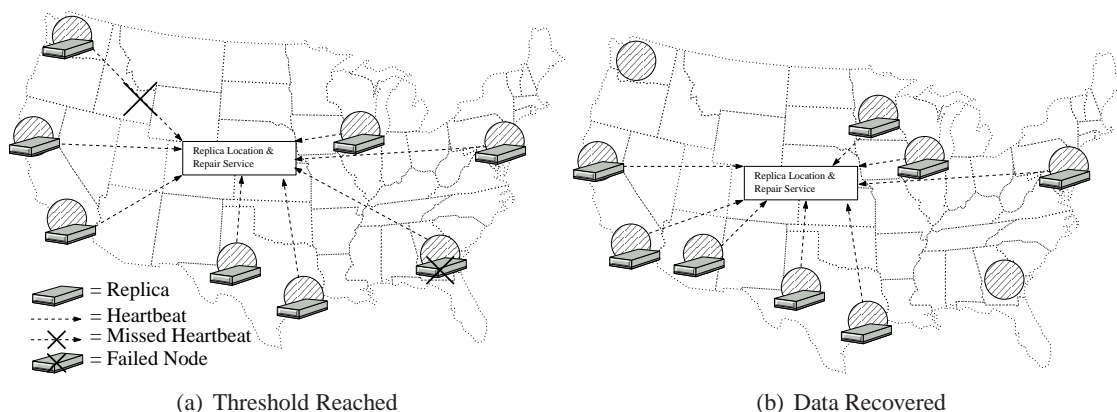 Replica Location &
Repair Service
= Replica
= Heartbeat
= Missed Heartbeat
= Failed Node
(a) Threshold Reached
Replica Location &
Repair Service
(b) Data Recovered